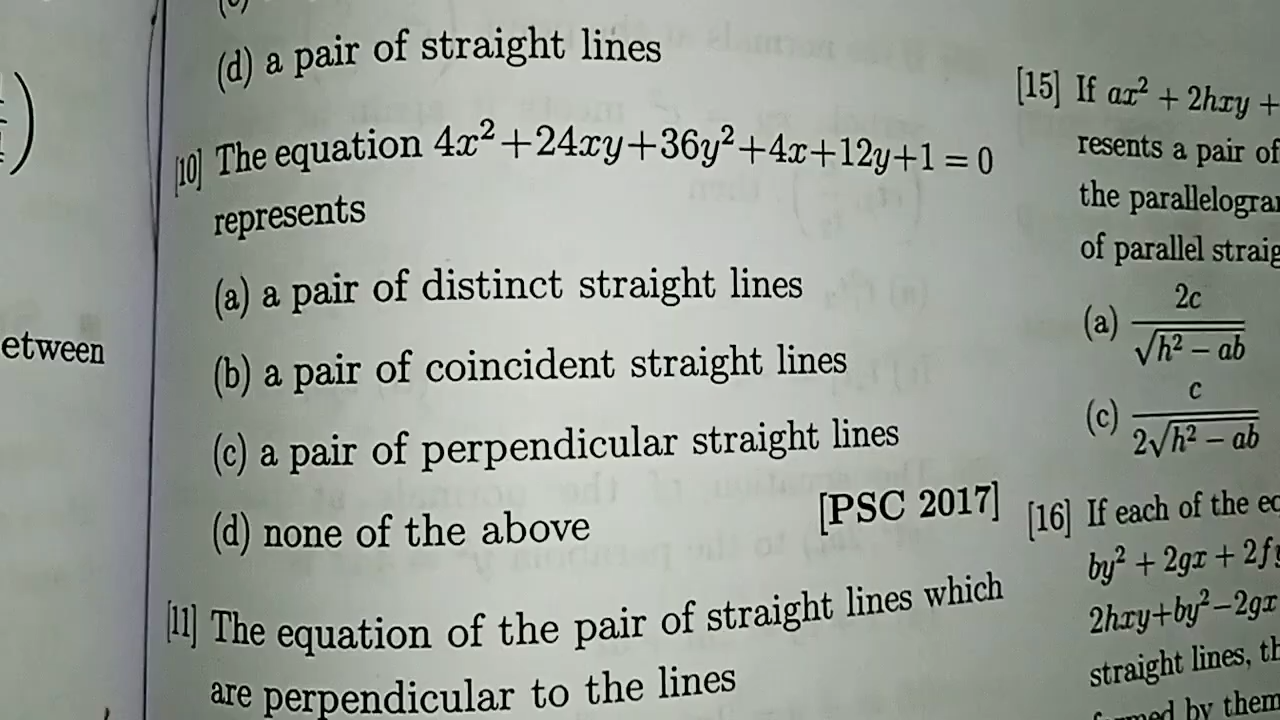 (d) a pair of straight lines
[10] The equation 4x² + 24xy + 36y² + 4x + 12y + 1 = 0
represents
(a) a pair of distinct straight lines
(b) a pair of coincident straight lines
(c) a pair of perpendicular straight lines
(d) none of the above [PSC 2017]
[11] The equation of the pair of straight lines which
are perpendicular to the lines
etween
[15] If ax² + 2hxy +
resents a pair of
the parallelogra
of parallel straig
(a) 2c/√(h² − ab)
(c) c/2√(h² − ab)
[16] If each of the e
by² + 2gx + 2f
2hxy + by² − 2gx
straight lines, th
by them